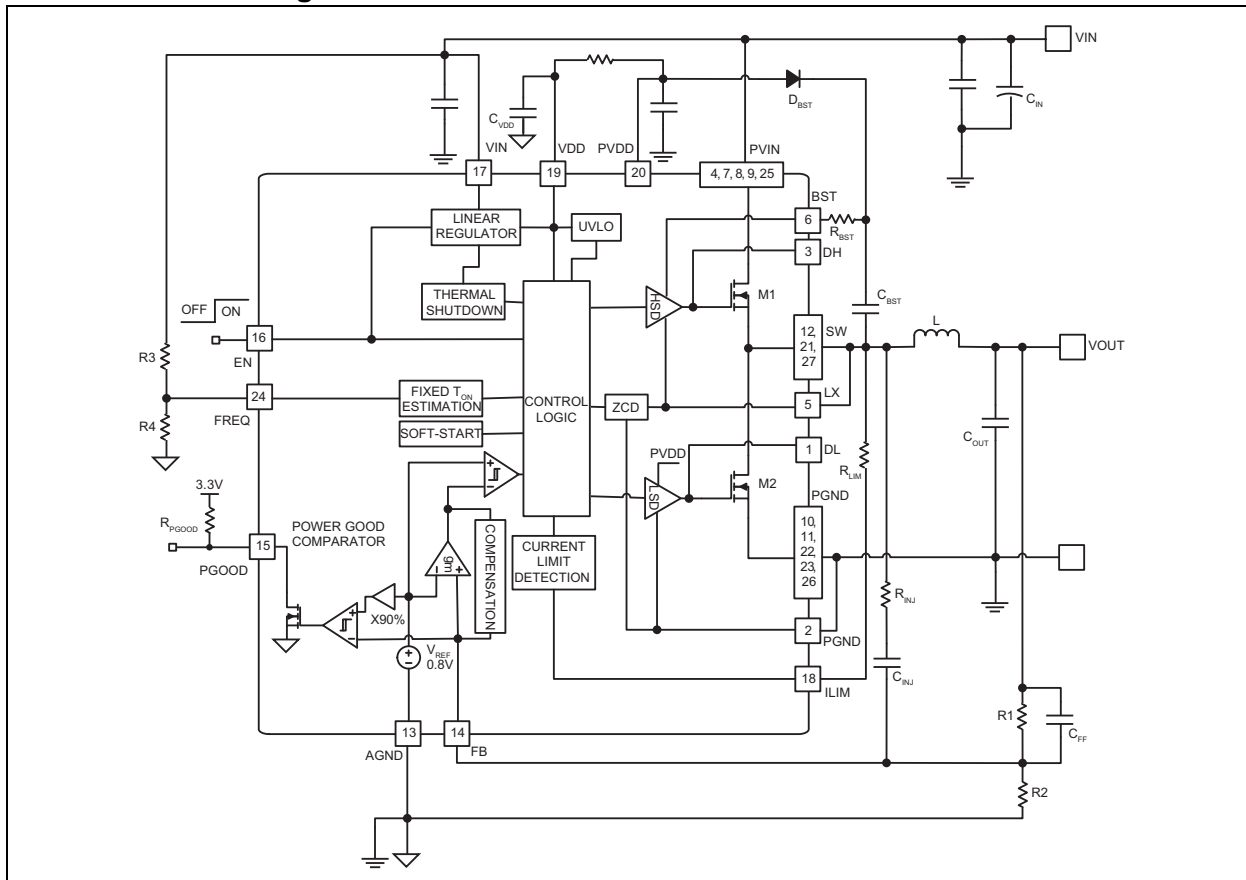 g
VIN
C_IN
D_BST
C_VDD
VIN
VDD
PVDD
PVIN
17
19
20
4, 7, 8, 9, 25
BST
6
R_BST
LINEAR
REGULATOR
UVLO
3
DH
THERMAL
SHUTDOWN
HSD
M1
C_BST
OFF
ON
12,
21,
27
SW
L
VOUT
16
EN
R3
CONTROL
LOGIC
FIXED T_ON
ESTIMATION
24
FREQ
ZCD
LX
5
R4
SOFT-START
C_OUT
1
DL
R_LIM
PVDD
LSD
M2
PGND
3.3V
R_PGOOD
POWER GOOD
COMPARATOR
10,
11,
22,
23,
26
15
PGOOD
gm
COMPENSATION
CURRENT
LIMIT
DETECTION
R_INJ
X90%
2
PGND
V_REF
0.8V
18
ILIM
C_INJ
R1
C_FF
13
AGND
14
FB
R2